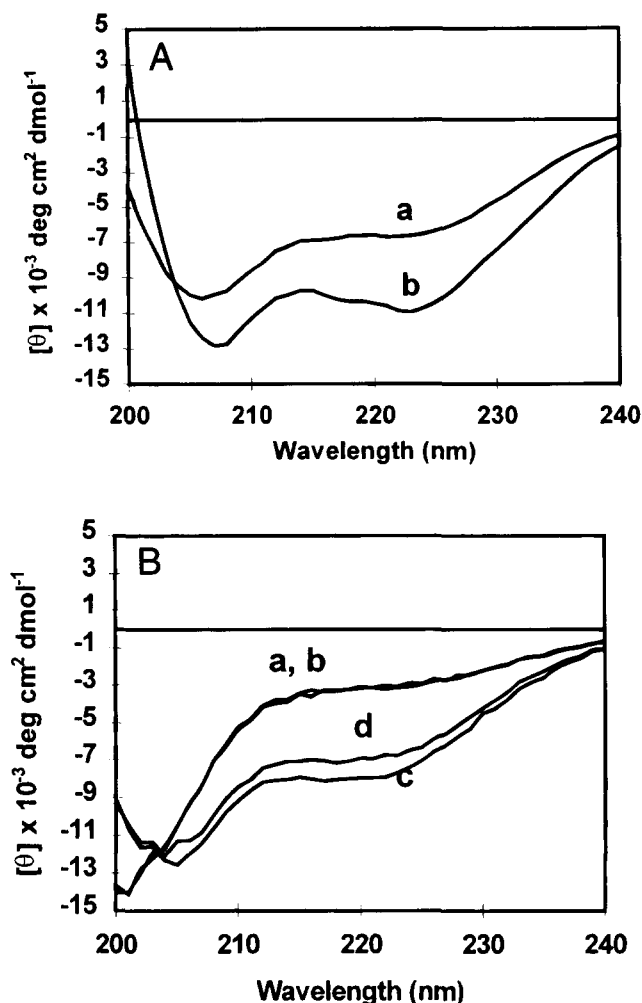 A
[θ] x 10⁻³ deg cm² dmol⁻¹
5
3
1
-1
-3
-5
-7
-9
-11
-13
-15
a
b
200 210 220 230 240
Wavelength (nm)
B
[θ] x 10⁻³ deg cm² dmol⁻¹
5
3
1
-1
-3
-5
-7
-9
-11
-13
-15
a, b
d
c
200 210 220 230 240
Wavelength (nm)